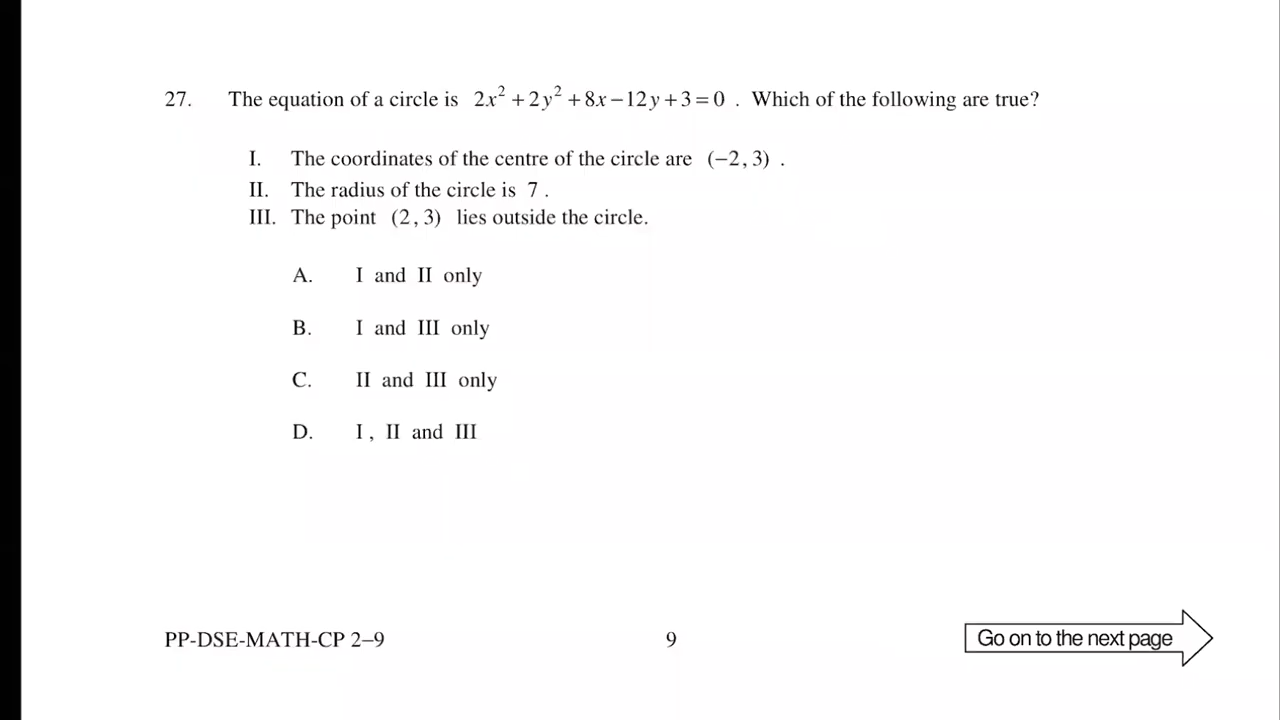 27. The equation of a circle is 2x² + 2y² + 8x − 12y + 3 = 0 . Which of the following are true?
I. The coordinates of the centre of the circle are (−2, 3) .
II. The radius of the circle is 7 .
III. The point (2, 3) lies outside the circle.
A. I and II only
B. I and III only
C. II and III only
D. I , II and III
PP-DSE-MATH-CP 2–9 9 Go on to the next page